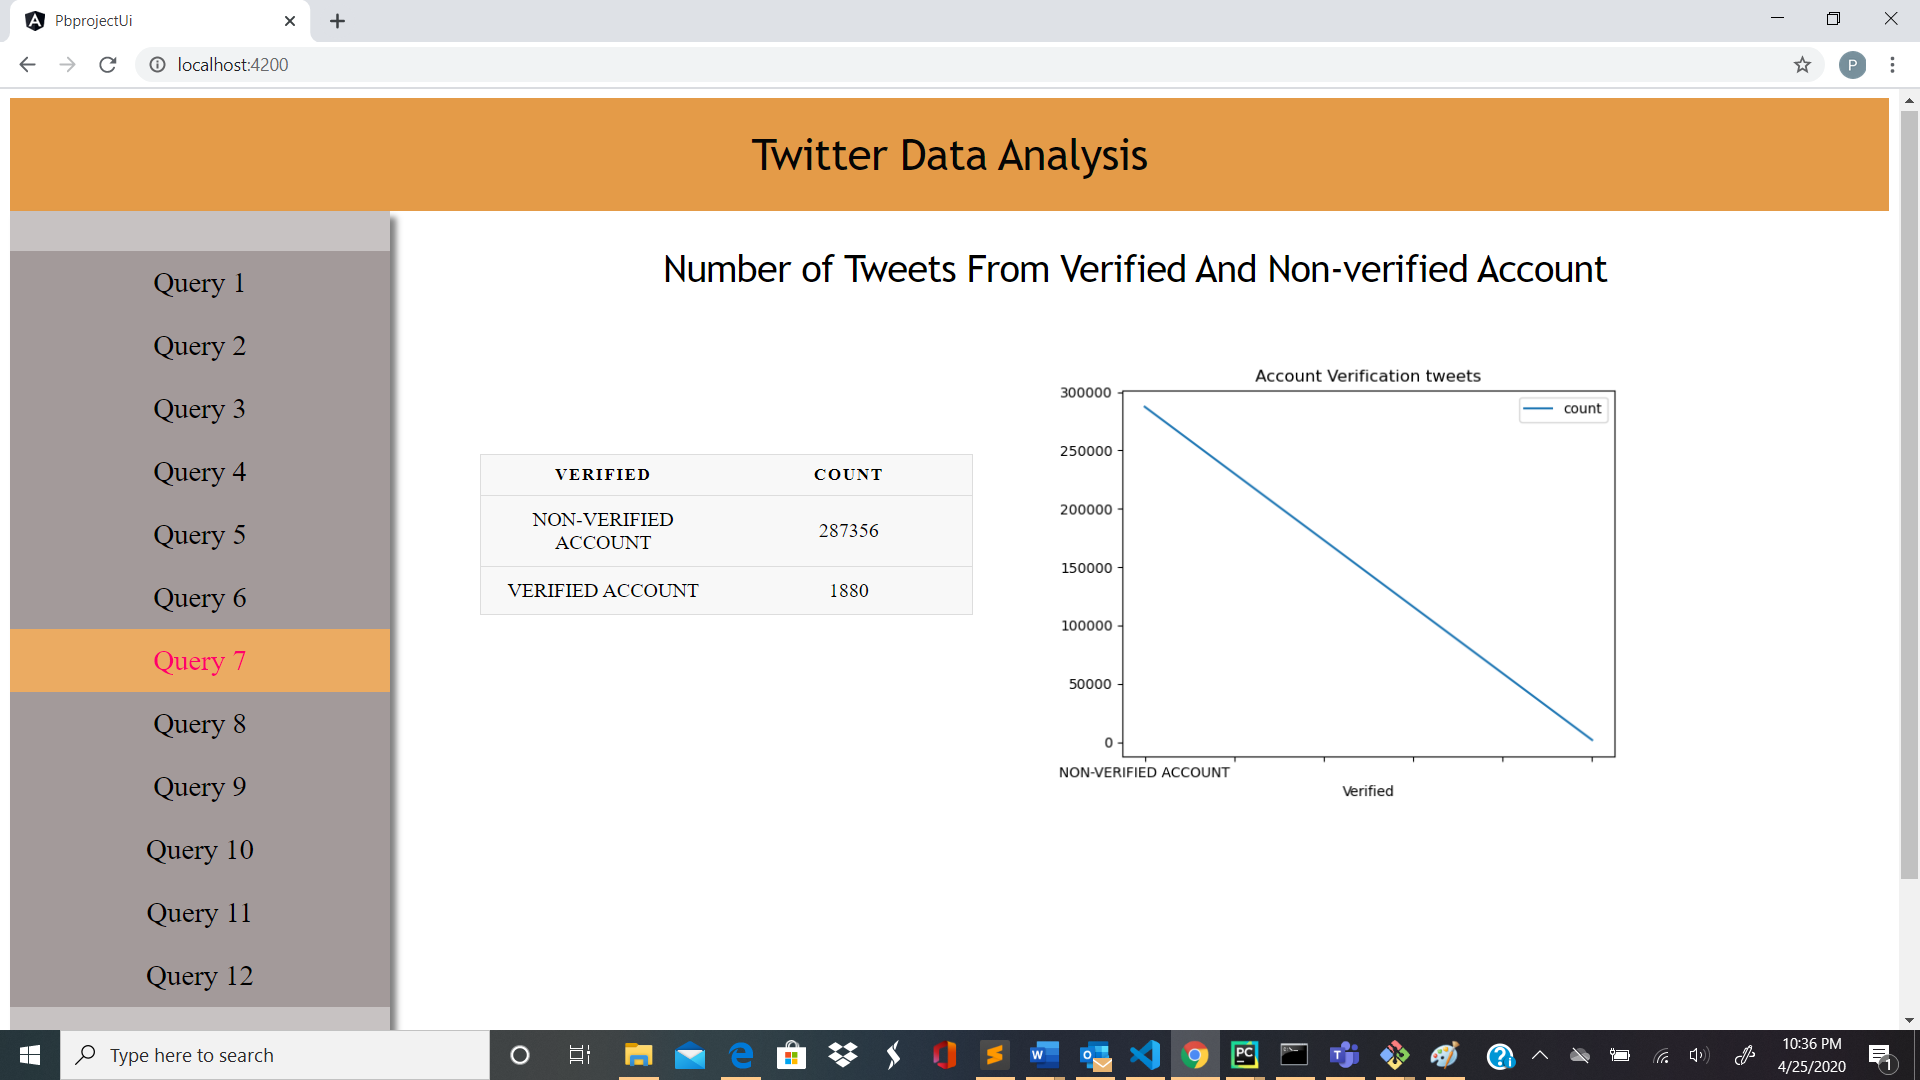 PbprojectUi
localhost:4200
P
Twitter Data Analysis
Query 1
Query 2
Query 3
Query 4
Query 5
Query 6
Query 7
Query 8
Query 9
Query 10
Query 11
Query 12
Number of Tweets From Verified And Non-verified Account
VERIFIED COUNT
NON-VERIFIED
ACCOUNT
287356
VERIFIED ACCOUNT 1880
Account Verification tweets
count
300000
250000
200000
150000
100000
50000
0
NON-VERIFIED ACCOUNT
Verified
Type here to search
10:36 PM
4/25/2020
1